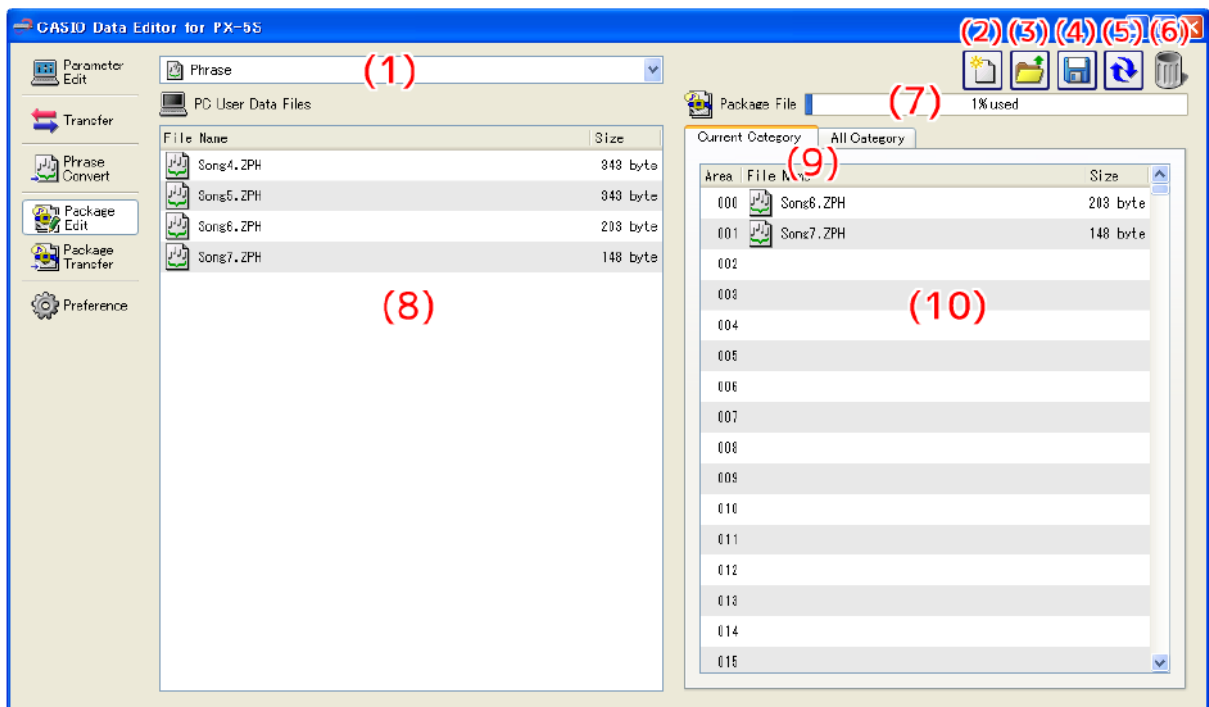 CASIO Data Editor for PX-5S
(2) (3) (4) (5) (6)
Parameter
Edit
Transfer
Phrase
Convert
Package
Edit
Package
Transfer
Preference
Phrase
(1)
PC User Data Files
File Name Size
Song4.ZPH 343 byte
Song5.ZPH 343 byte
Song6.ZPH 203 byte
Song7.ZPH 148 byte
(8)
Package File (7) 1% used
Current Category All Category
(9)
Area File Name Size
000 Song6.ZPH 203 byte
001 Song7.ZPH 148 byte
002
003
(10)
004
005
006
007
008
009
010
011
012
013
014
015